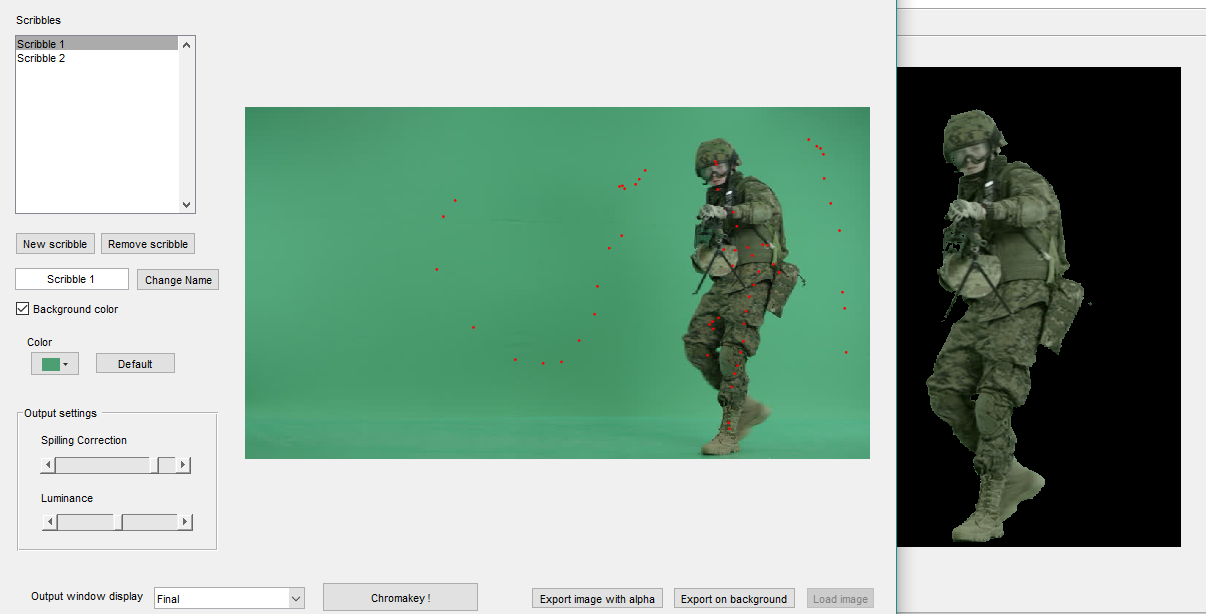 Scribbles
Scribble 1
Scribble 2
New scribble
Remove scribble
Scribble 1
Change Name
Background color
Color
Default
Output settings
Spilling Correction
Luminance
Output window display
Final
Chromakey !
Export image with alpha
Export on background
Load image